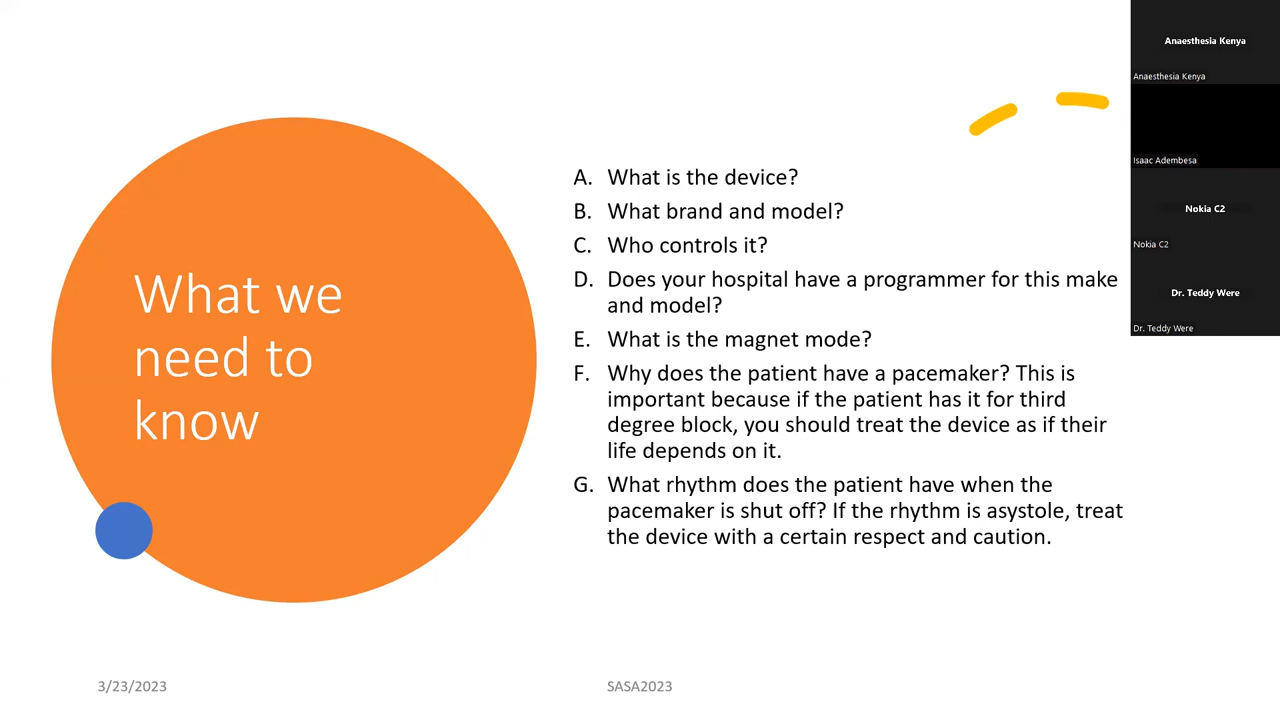 What we
need to
know
A. What is the device?
B. What brand and model?
C. Who controls it?
D. Does your hospital have a programmer for this make
and model?
E. What is the magnet mode?
F. Why does the patient have a pacemaker? This is
important because if the patient has it for third
degree block, you should treat the device as if their
life depends on it.
G. What rhythm does the patient have when the
pacemaker is shut off? If the rhythm is asystole, treat
the device with a certain respect and caution.
3/23/2023
SASA2023
Anaesthesia Kenya
Anaesthesia Kenya
Isaac Adembesa
Nokia C2
Nokia C2
Dr. Teddy Were
Dr. Teddy Were